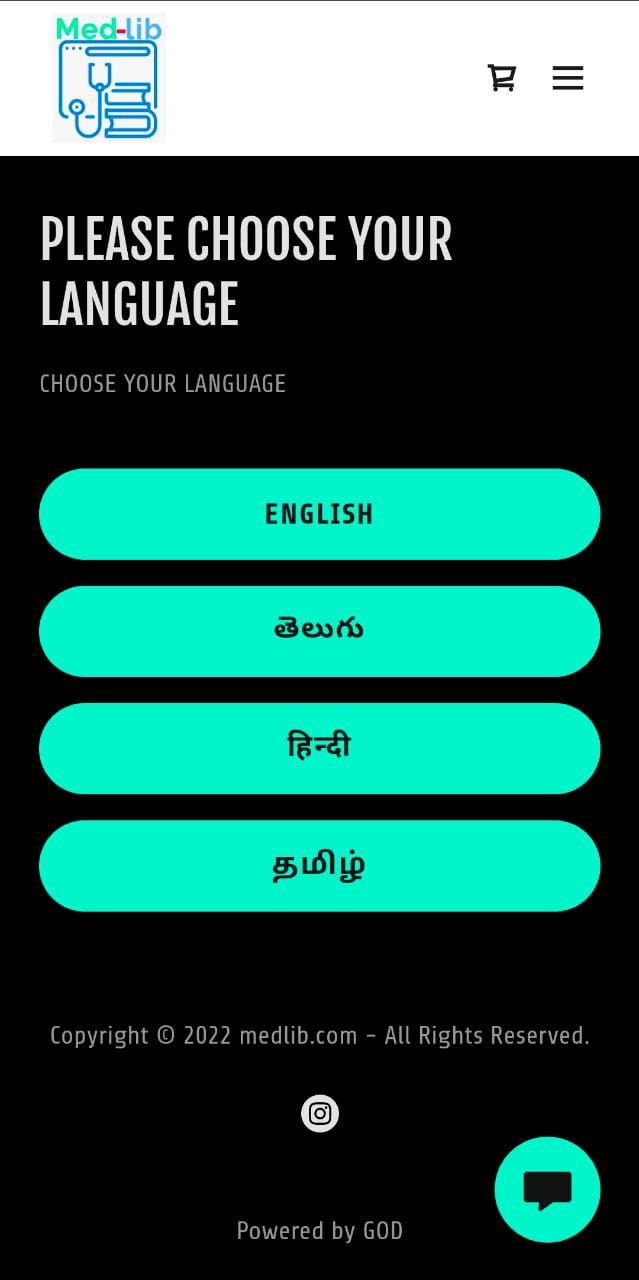 Med-lib
PLEASE CHOOSE YOUR
LANGUAGE
CHOOSE YOUR LANGUAGE
ENGLISH
తెలుగు
हिन्दी
தமிழ்
Copyright © 2022 medlib.com - All Rights Reserved.
Powered by GOD